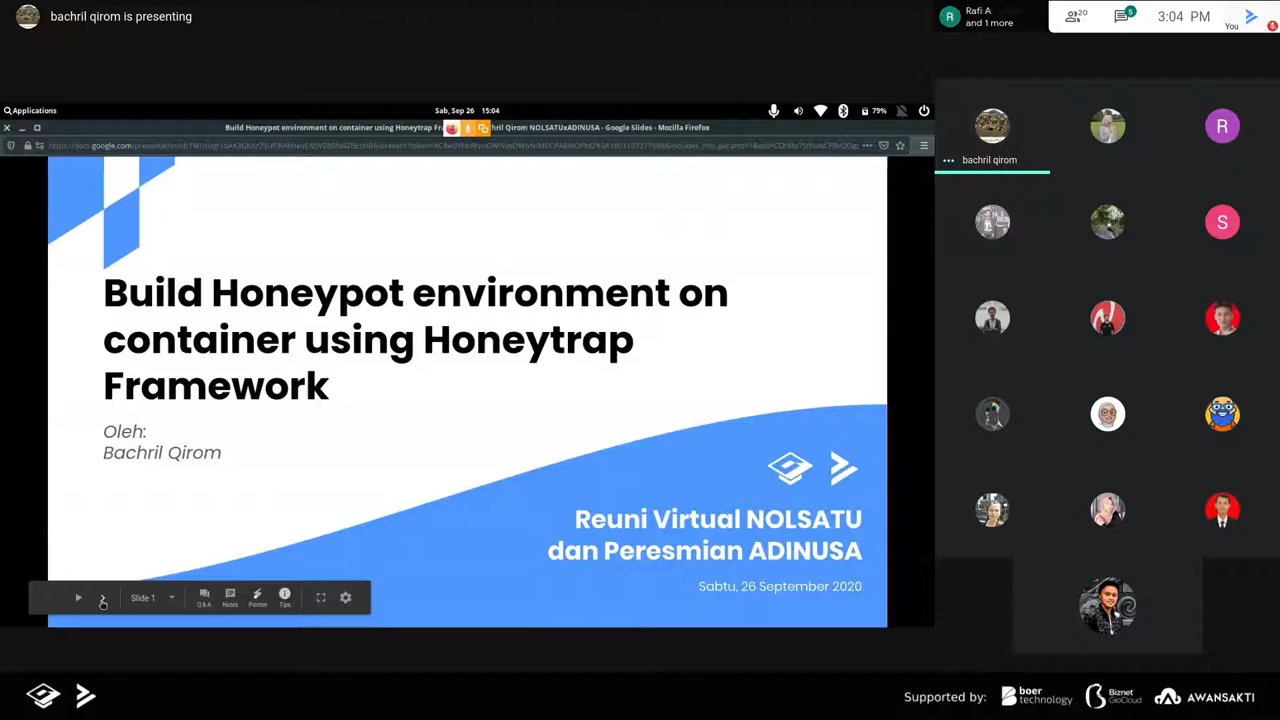 bachril qirom is presenting
Rafi A
and 1 more
20
5
3:04 PM
You
Applications
Sab, Sep 26 15:04
79%
Build Honeypot environment on container using Honeytrap Fr
hril Qirom NOLSATUxADINUSA - Google Slides - Mozilla Firefox
Build Honeypot environment on
container using Honeytrap
Framework
Oleh:
Bachril Qirom
Reuni Virtual NOLSATU
dan Peresmian ADINUSA
Sabtu, 26 September 2020
Slide 1
Q & A
Notes
Pointer
Tips
bachril qirom
R
R
S
Supported by:
boer
technology
Biznet
GioCloud
AWANSAKTI